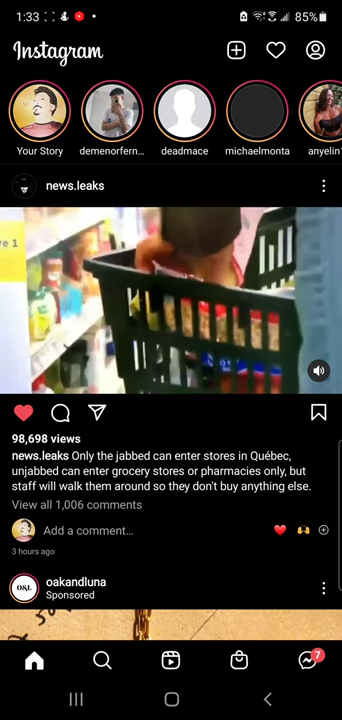 1:33
85%
Instagram
Your Story
demenorfern...
deadmace
michaelmonta
anyelin
news.leaks
ve 1
98,698 views
news.leaks Only the jabbed can enter stores in Québec,
unjabbed can enter grocery stores or pharmacies only, but
staff will walk them around so they don't buy anything else.
View all 1,006 comments
Add a comment...
3 hours ago
O&L
oakandluna
Sponsored
7